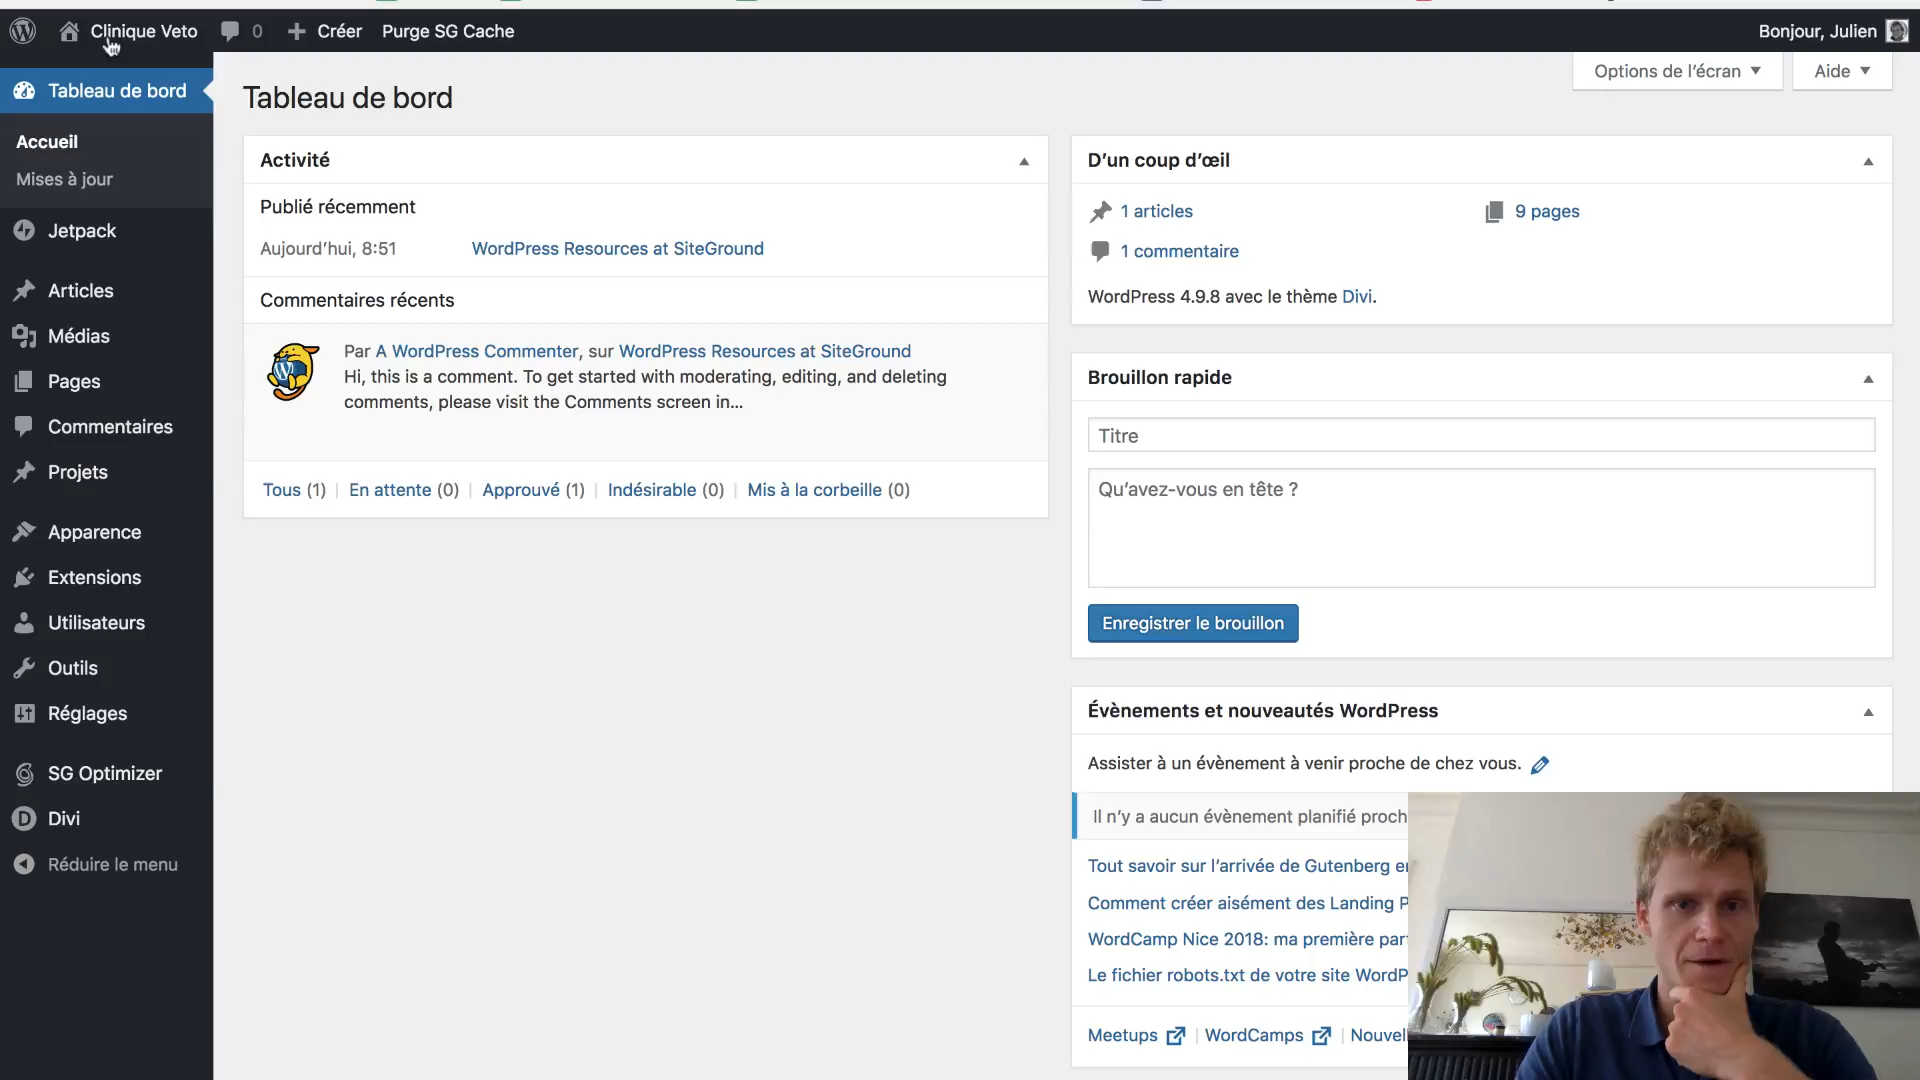 Clinique Veto
0
Créer
Purge SG Cache
Bonjour, Julien
Tableau de bord
Accueil
Mises à jour
Jetpack
Articles
Médias
Pages
Commentaires
Projets
Apparence
Extensions
Utilisateurs
Outils
Réglages
SG Optimizer
Divi
Réduire le menu
Options de l'écran
Aide
Tableau de bord
Activité
Publié récemment
Aujourd'hui, 8:51 WordPress Resources at SiteGround
Commentaires récents
Par A WordPress Commenter, sur WordPress Resources at SiteGround
Hi, this is a comment. To get started with moderating, editing, and deleting
comments, please visit the Comments screen in...
Tous (1) | En attente (0) | Approuvé (1) | Indésirable (0) | Mis à la corbeille (0)
D'un coup d'œil
1 articles
9 pages
1 commentaire
WordPress 4.9.8 avec le thème Divi.
Brouillon rapide
Titre
Qu'avez-vous en tête ?
Enregistrer le brouillon
Évènements et nouveautés WordPress
Assister à un évènement à venir proche de chez vous.
Il n'y a aucun évènement planifié proch
Tout savoir sur l'arrivée de Gutenberg e
Comment créer aisément des Landing P
WordCamp Nice 2018: ma première par
Le fichier robots.txt de votre site WordP
Meetups | WordCamps | Nouvel